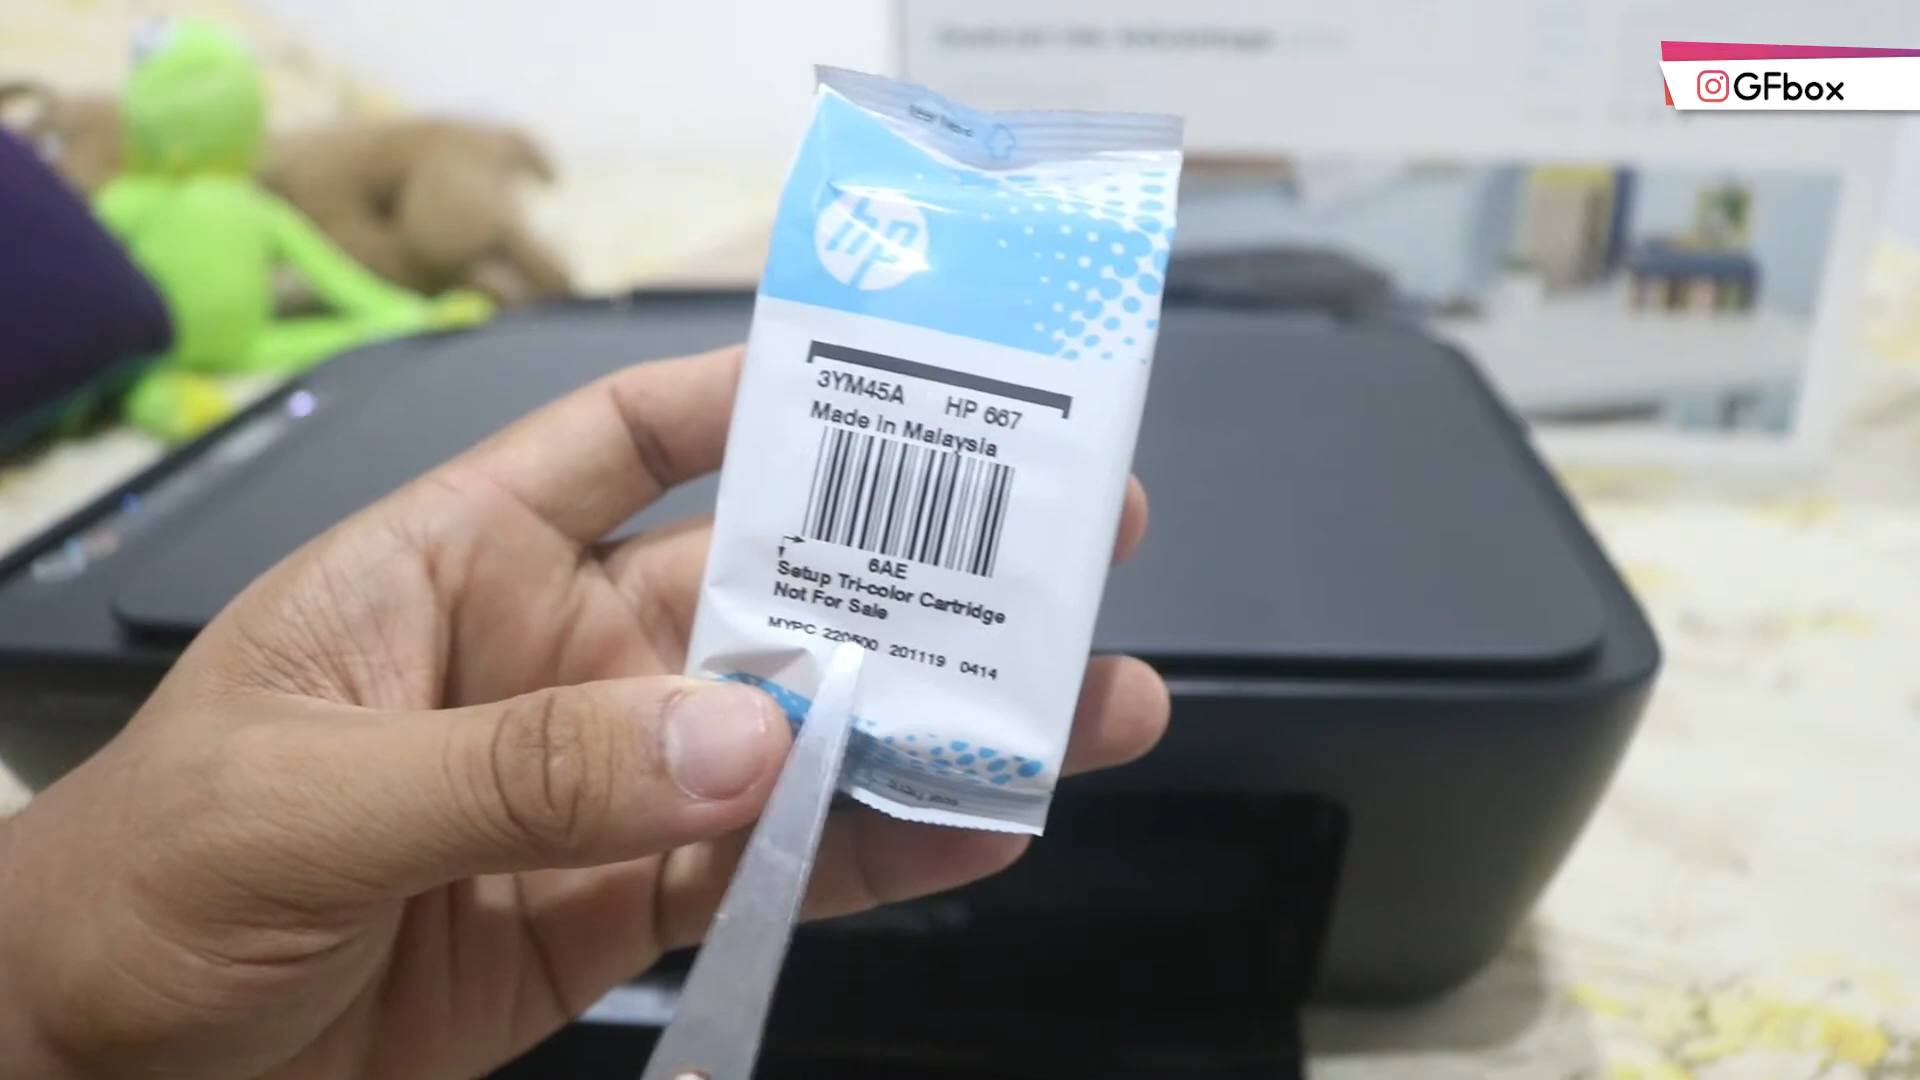 GFbox
hp
3YM45A HP 667
Made in Malaysia
6AE
Setup Tri-color Cartridge
Not For Sale
MYPC 220500 201119 0414